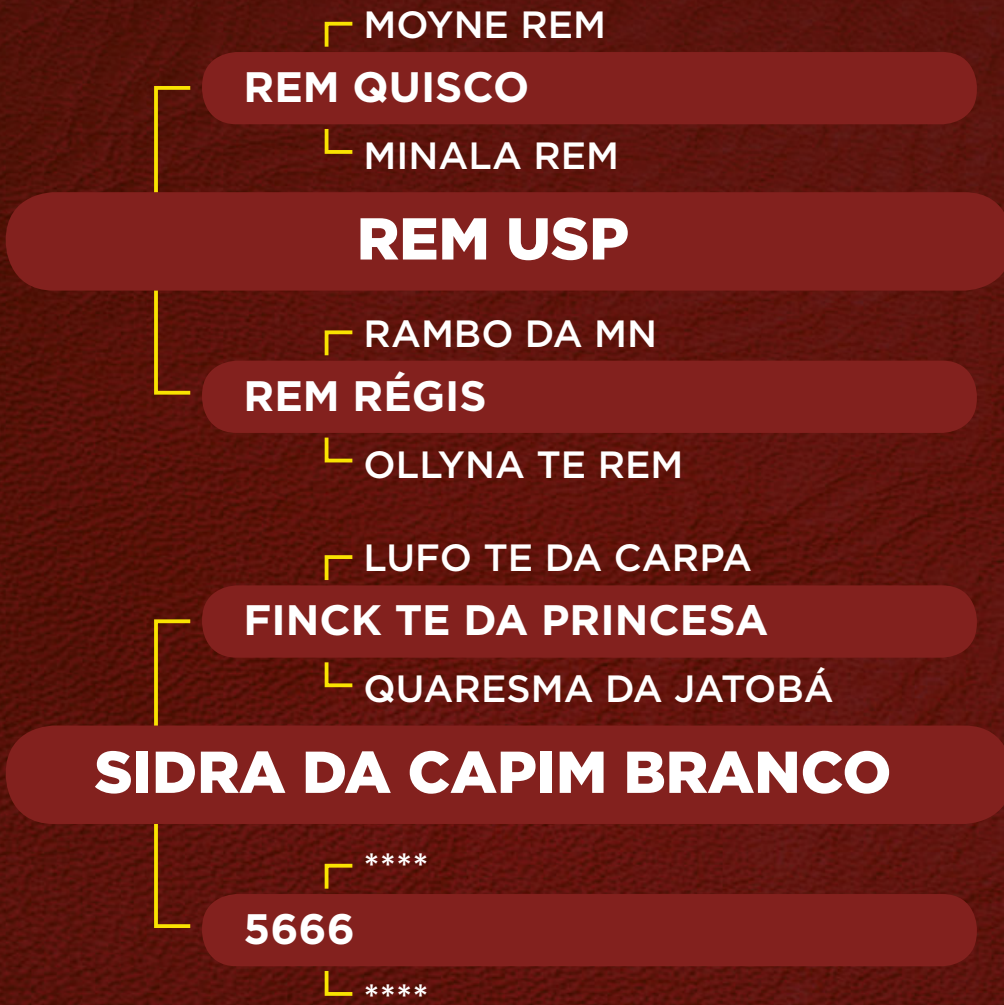 MOYNE REM
REM QUISCO
MINALA REM
REM USP
RAMBO DA MN
REM RÉGIS
OLLYNA TE REM
LUFO TE DA CARPA
FINCK TE DA PRINCESA
QUARESMA DA JATOBÁ
SIDRA DA CAPIM BRANCO
****
5666
****